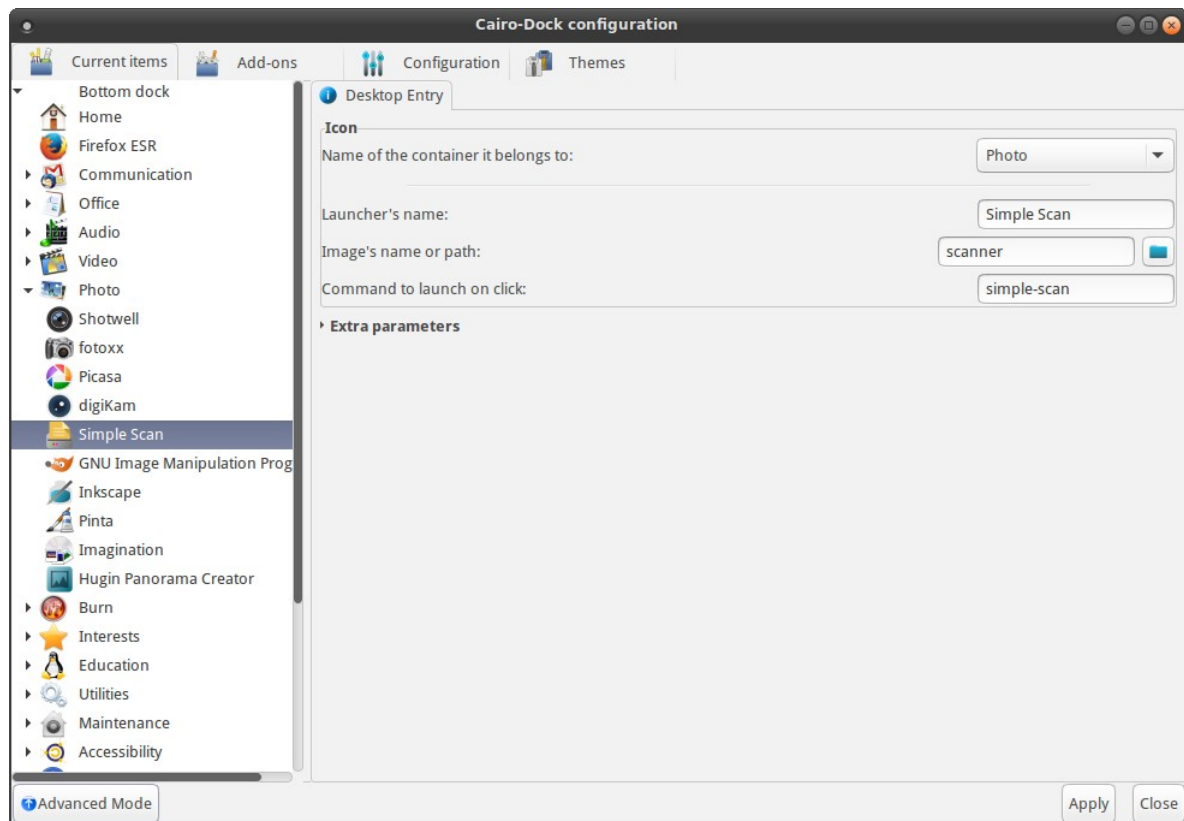 Cairo-Dock configuration
Current items
Add-ons
Configuration
Themes
Bottom dock
Home
Firefox ESR
Communication
Office
Audio
Video
Photo
Shotwell
fotoxx
Picasa
digiKam
Simple Scan
GNU Image Manipulation Prog
Inkscape
Pinta
Imagination
Hugin Panorama Creator
Burn
Interests
Education
Utilities
Maintenance
Accessibility
Desktop Entry
Icon
Name of the container it belongs to: Photo
Launcher's name: Simple Scan
Image's name or path: scanner
Command to launch on click: simple-scan
Extra parameters
Advanced Mode
Apply
Close